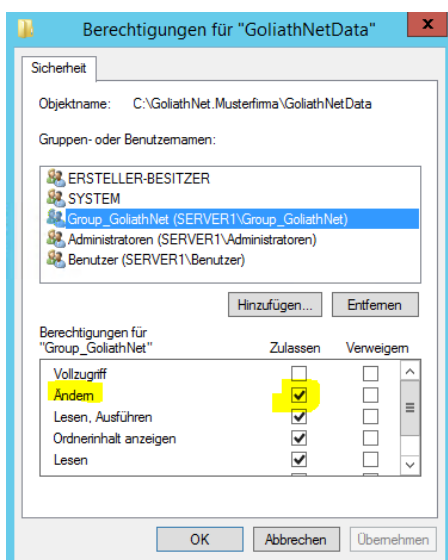 Berechtigungen für "GoliathNetData"
x
Sicherheit
Objektname: C:\GoliathNet.Musterfirma\GoliathNetData
Gruppen- oder Benutzernamen:
ERSTELLER-BESITZER
SYSTEM
Group_GoliathNet (SERVER1\Group_GoliathNet)
Administratoren (SERVER1\Administratoren)
Benutzer (SERVER1\Benutzer)
Hinzufügen... Entfernen
Berechtigungen für
"Group_GoliathNet" Zulassen Verweigern
Vollzugriff
Ändern
Lesen, Ausführen
Ordnerinhalt anzeigen
Lesen
OK Abbrechen Übernehmen